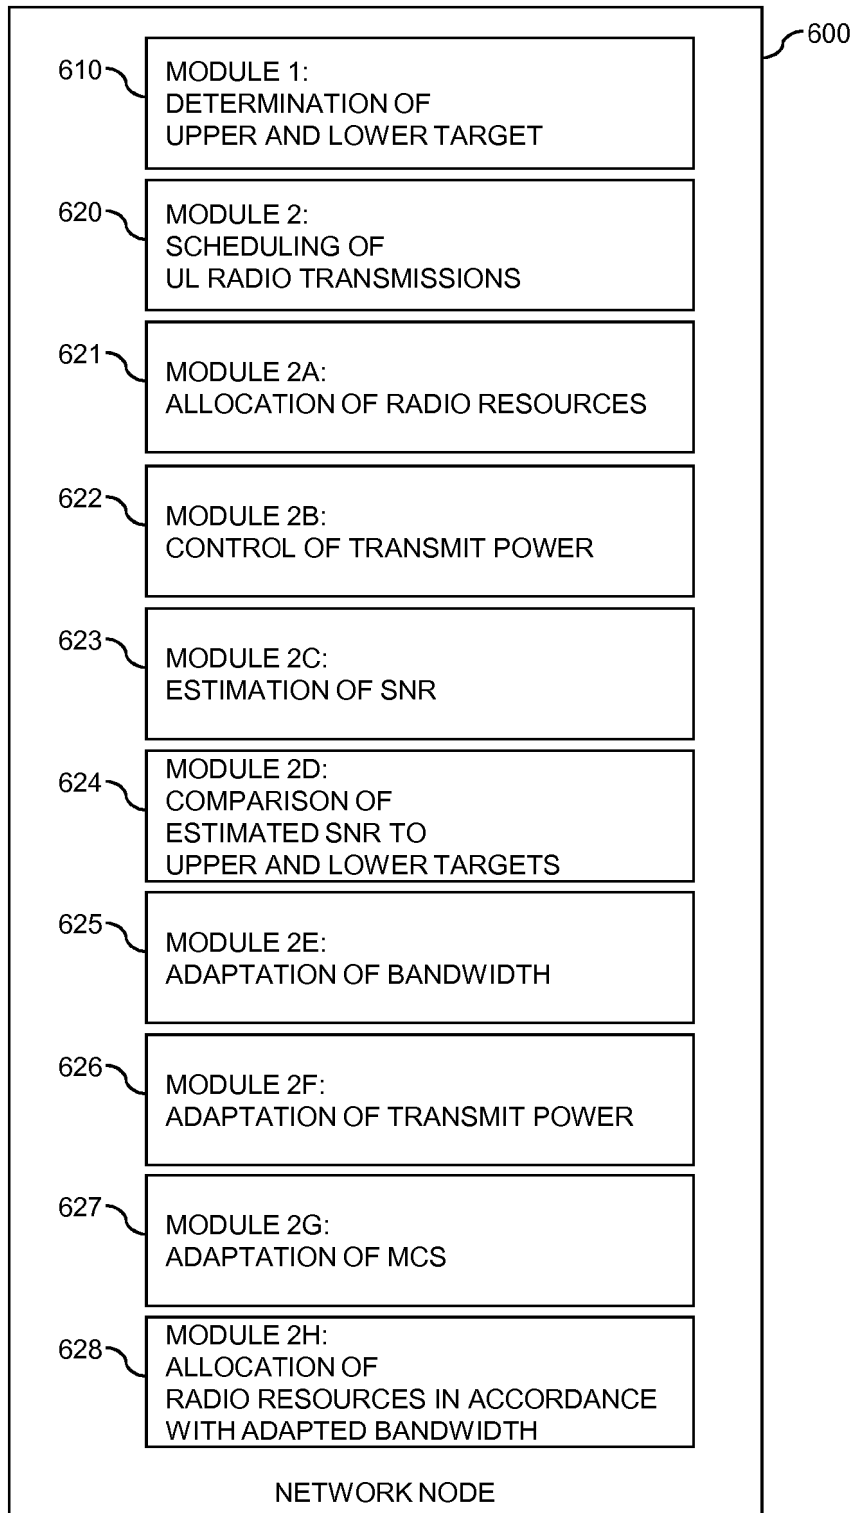 600
610
MODULE 1:
DETERMINATION OF
UPPER AND LOWER TARGET
620
MODULE 2:
SCHEDULING OF
UL RADIO TRANSMISSIONS
621
MODULE 2A:
ALLOCATION OF RADIO RESOURCES
622
MODULE 2B:
CONTROL OF TRANSMIT POWER
623
MODULE 2C:
ESTIMATION OF SNR
624
MODULE 2D:
COMPARISON OF
ESTIMATED SNR TO
UPPER AND LOWER TARGETS
625
MODULE 2E:
ADAPTATION OF BANDWIDTH
626
MODULE 2F:
ADAPTATION OF TRANSMIT POWER
627
MODULE 2G:
ADAPTATION OF MCS
628
MODULE 2H:
ALLOCATION OF
RADIO RESOURCES IN ACCORDANCE
WITH ADAPTED BANDWIDTH
NETWORK NODE